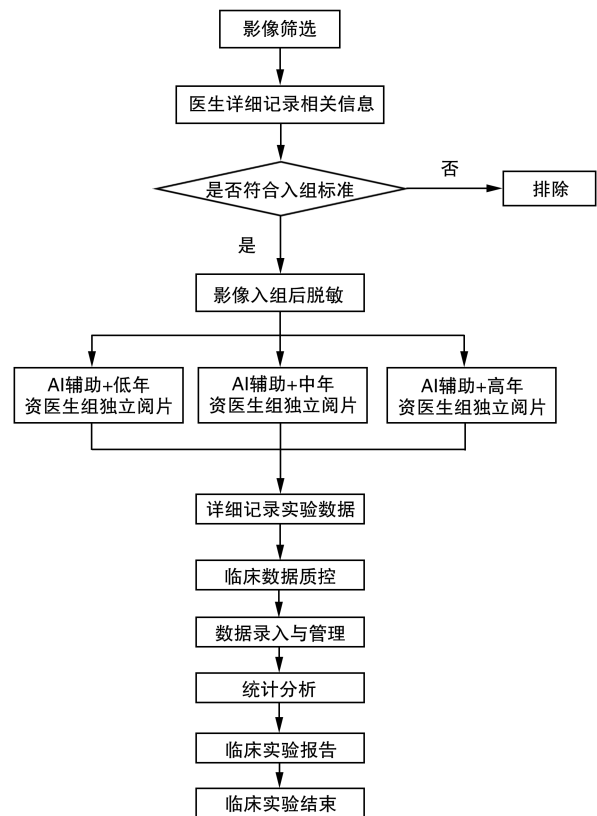 影像筛选
医生详细记录相关信息
是否符合入组标准
否
排除
是
影像入组后脱敏
AI辅助+低年
资医生组独立阅片
AI辅助+中年
资医生组独立阅片
AI辅助+高年
资医生组独立阅片
详细记录实验数据
临床数据质控
数据录入与管理
统计分析
临床实验报告
临床实验结束